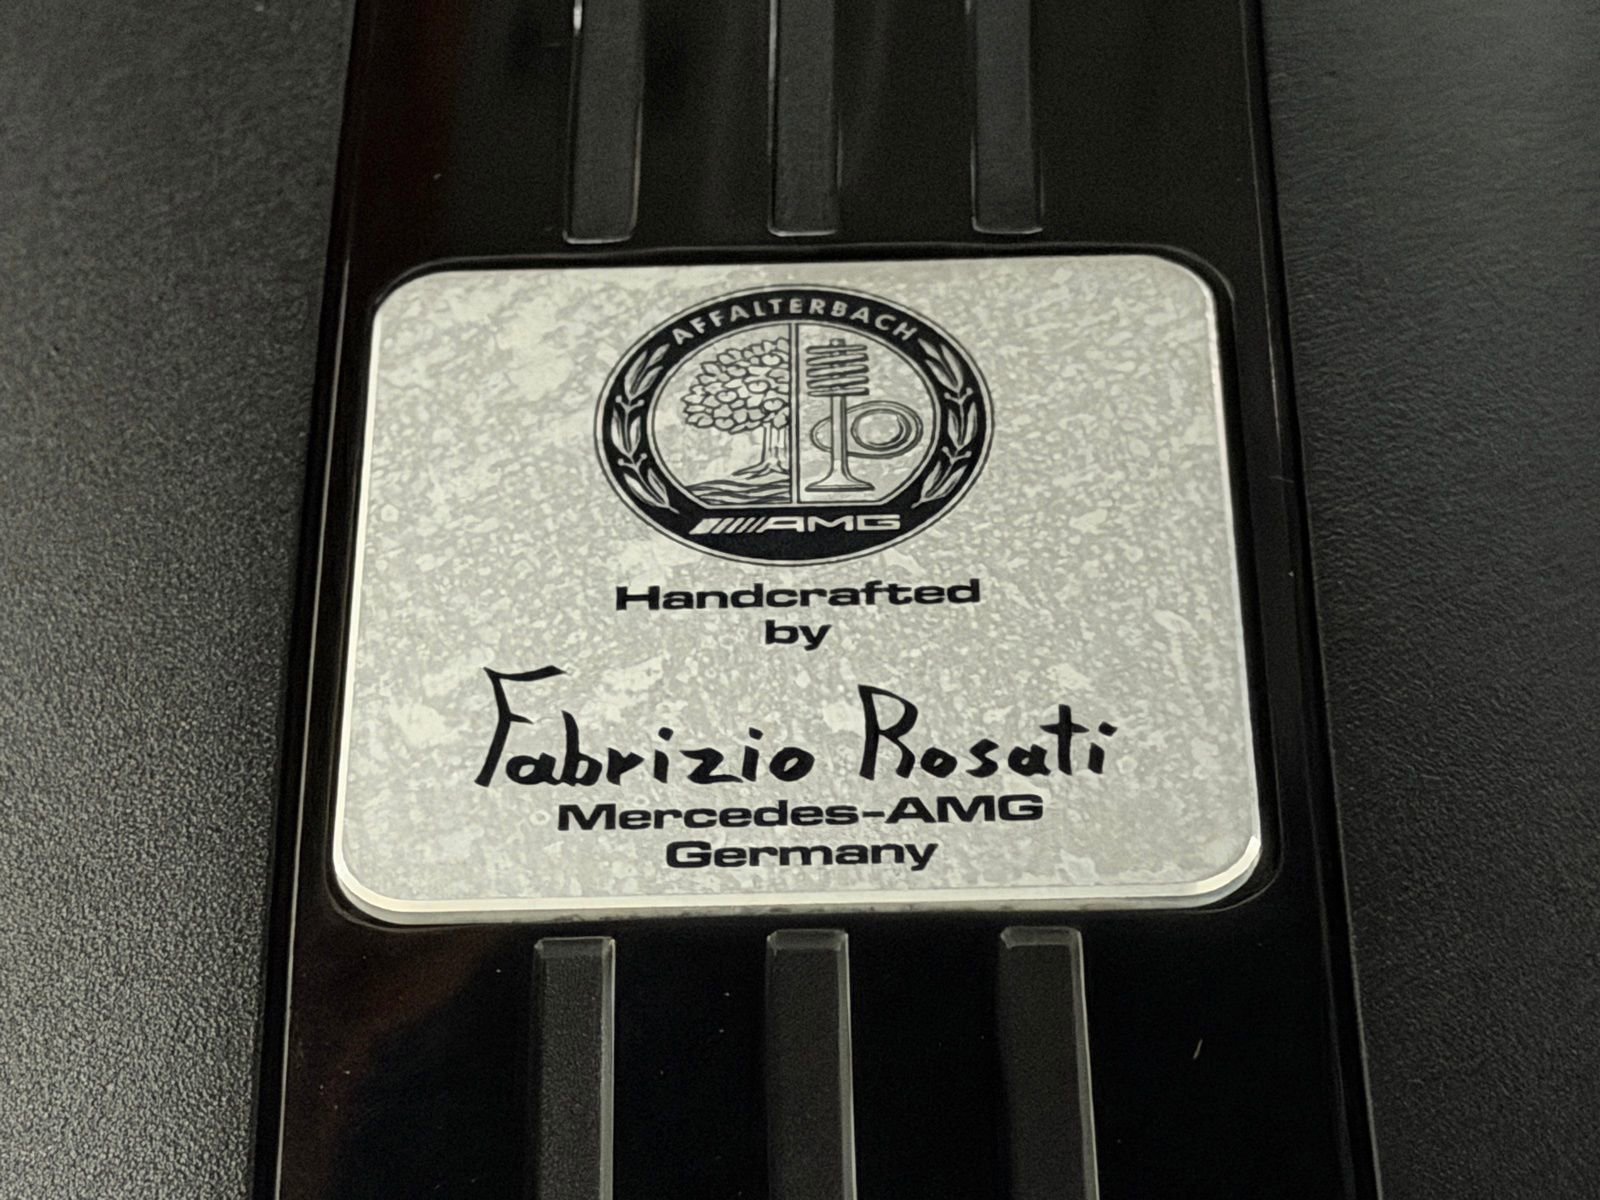 AFFALTERBACH
AMG
Handcrafted
by
Fabrizio Rosati
Mercedes-AMG
Germany